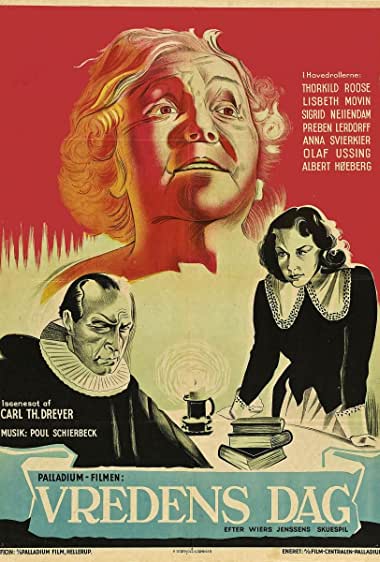 I Hovedrollerne:
THORKILD ROOSE
LISBETH MOVIN
SIGRID NEIIENDAM
PREBEN LERDORFF
ANNA SVIERKIER
OLAF USSING
ALBERT HØEBERG
Iscenesat af
CARL TH. DREYER
MUSIK: POUL SCHIERBECK
PALLADIUM-FILMEN:
VREDENS DAG
EFTER WIERS JENSSENS SKUESPIL
PALLADIUM FILM, HELLERUP.
ENERET: A/S FILM-CENTRALEN-PALLADIUM